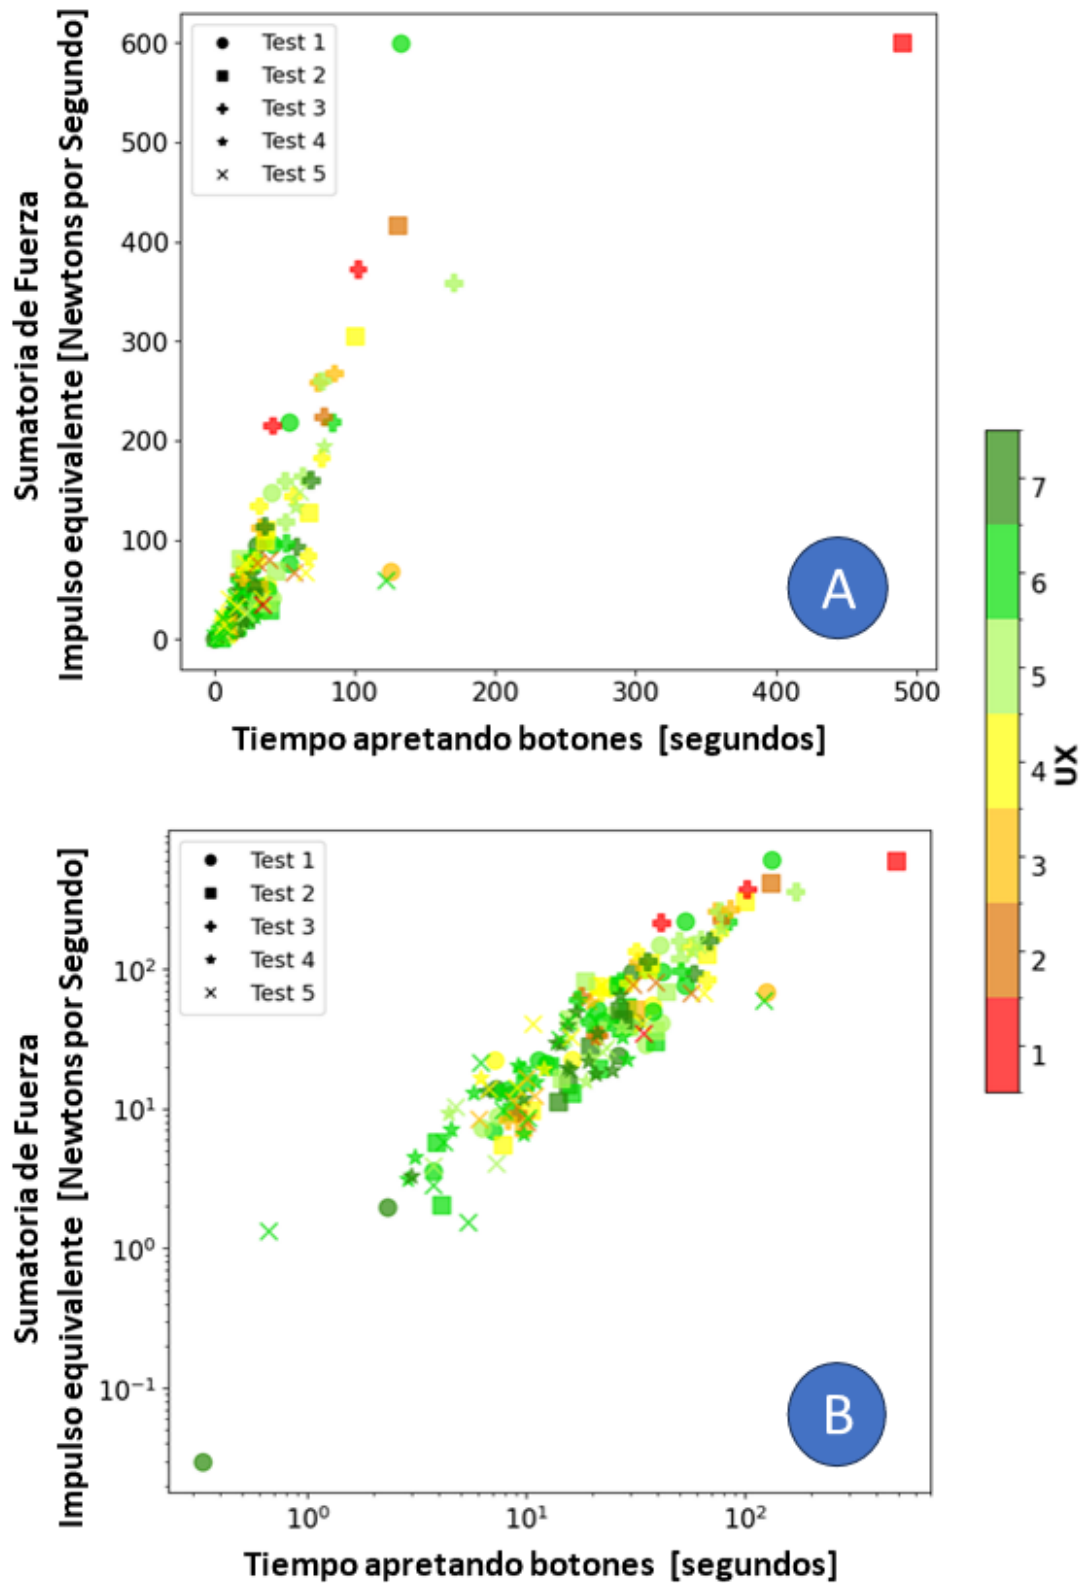 Sumatoria de Fuerza
Impulso equivalente [Newtons por Segundo]
600
500
400
300
200
100
0
Test 1
Test 2
Test 3
Test 4
Test 5
A
0 100 200 300 400 500
Tiempo apretando botones [segundos]
7
6
5
4
3
2
1
UX
Sumatoria de Fuerza
Impulso equivalente [Newtons por Segundo]
10²
10¹
10⁰
10⁻¹
Test 1
Test 2
Test 3
Test 4
Test 5
B
10⁰ 10¹ 10²
Tiempo apretando botones [segundos]